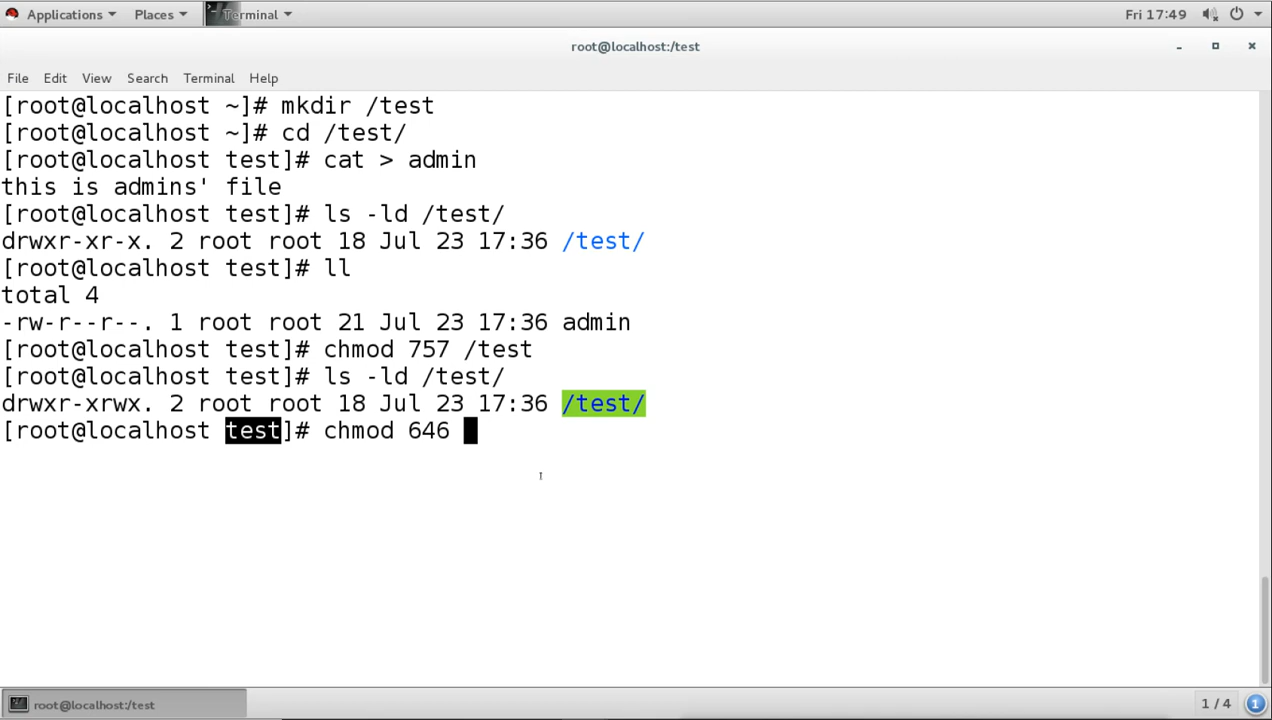 Applications Places Terminal Fri 17:49
root@localhost:/test
File Edit View Search Terminal Help
[root@localhost ~]# mkdir /test
[root@localhost ~]# cd /test/
[root@localhost test]# cat > admin
this is admins' file
[root@localhost test]# ls -ld /test/
drwxr-xr-x. 2 root root 18 Jul 23 17:36 /test/
[root@localhost test]# ll
total 4
-rw-r--r--. 1 root root 21 Jul 23 17:36 admin
[root@localhost test]# chmod 757 /test
[root@localhost test]# ls -ld /test/
drwxr-xrwx. 2 root root 18 Jul 23 17:36 /test/
[root@localhost test]# chmod 646
root@localhost:/test 1 / 4 1